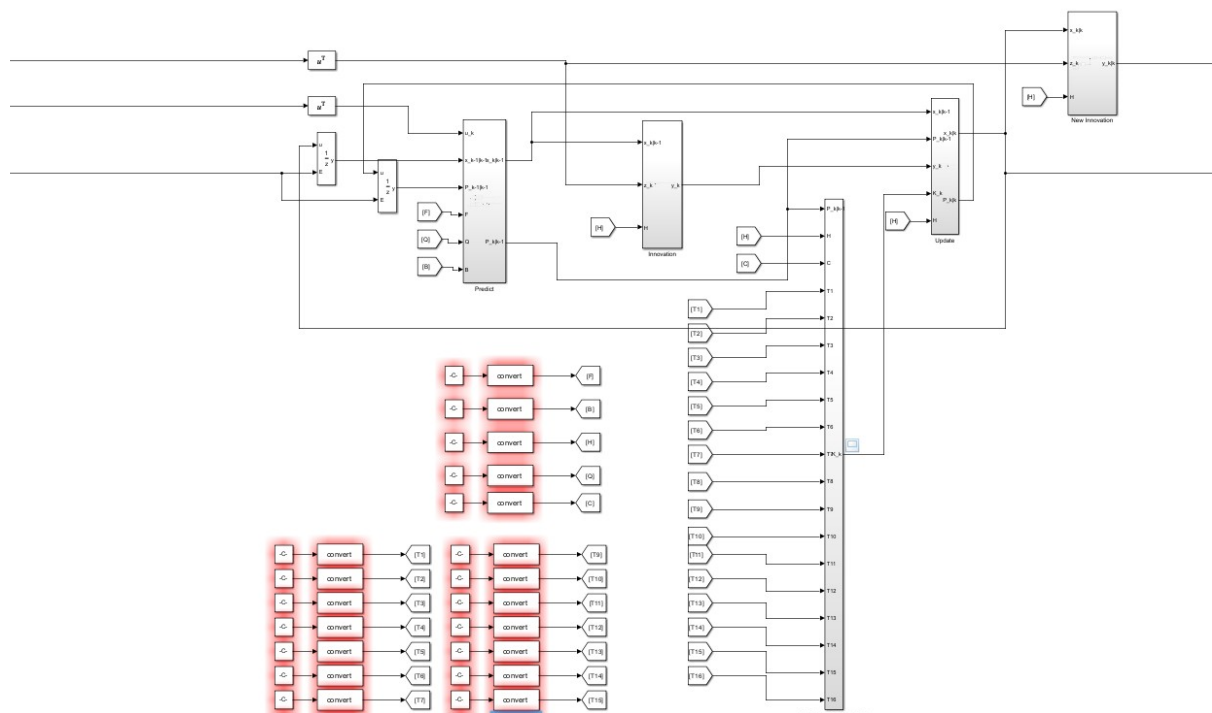 x_k|k
z_k
y_k|k
H
[H]
New Innovation
u^T
u^T
u
E
1
z
y
u
E
1
z
y
u_k
x_k-1|k-1
x_k|k-1
P_k-1|k-1
F
Q
P_k|k-1
B
[F]
[Q]
[B]
Predict
x_k|k-1
z_k
y_k
H
[H]
Innovation
x_k|k-1
P_k|k-1
x_k|k
y_k
K_k
P_k|k
H
[H]
Update
P_k|k-1
H
C
T1
T2
T3
T4
T5
T6
T7
K_k
T8
T9
T10
T11
T12
T13
T14
T15
T16
[H]
[C]
[T1]
[T2]
[T3]
[T4]
[T5]
[T6]
[T7]
[T8]
[T9]
[T10]
[T11]
[T12]
[T13]
[T14]
[T15]
[T16]
-C- convert [F]
-C- convert [B]
-C- convert [H]
-C- convert [Q]
-C- convert [C]
-C- convert [T1]
-C- convert [T2]
-C- convert [T3]
-C- convert [T4]
-C- convert [T5]
-C- convert [T6]
-C- convert [T7]
-C- convert [T9]
-C- convert [T10]
-C- convert [T11]
-C- convert [T12]
-C- convert [T13]
-C- convert [T14]
-C- convert [T15]